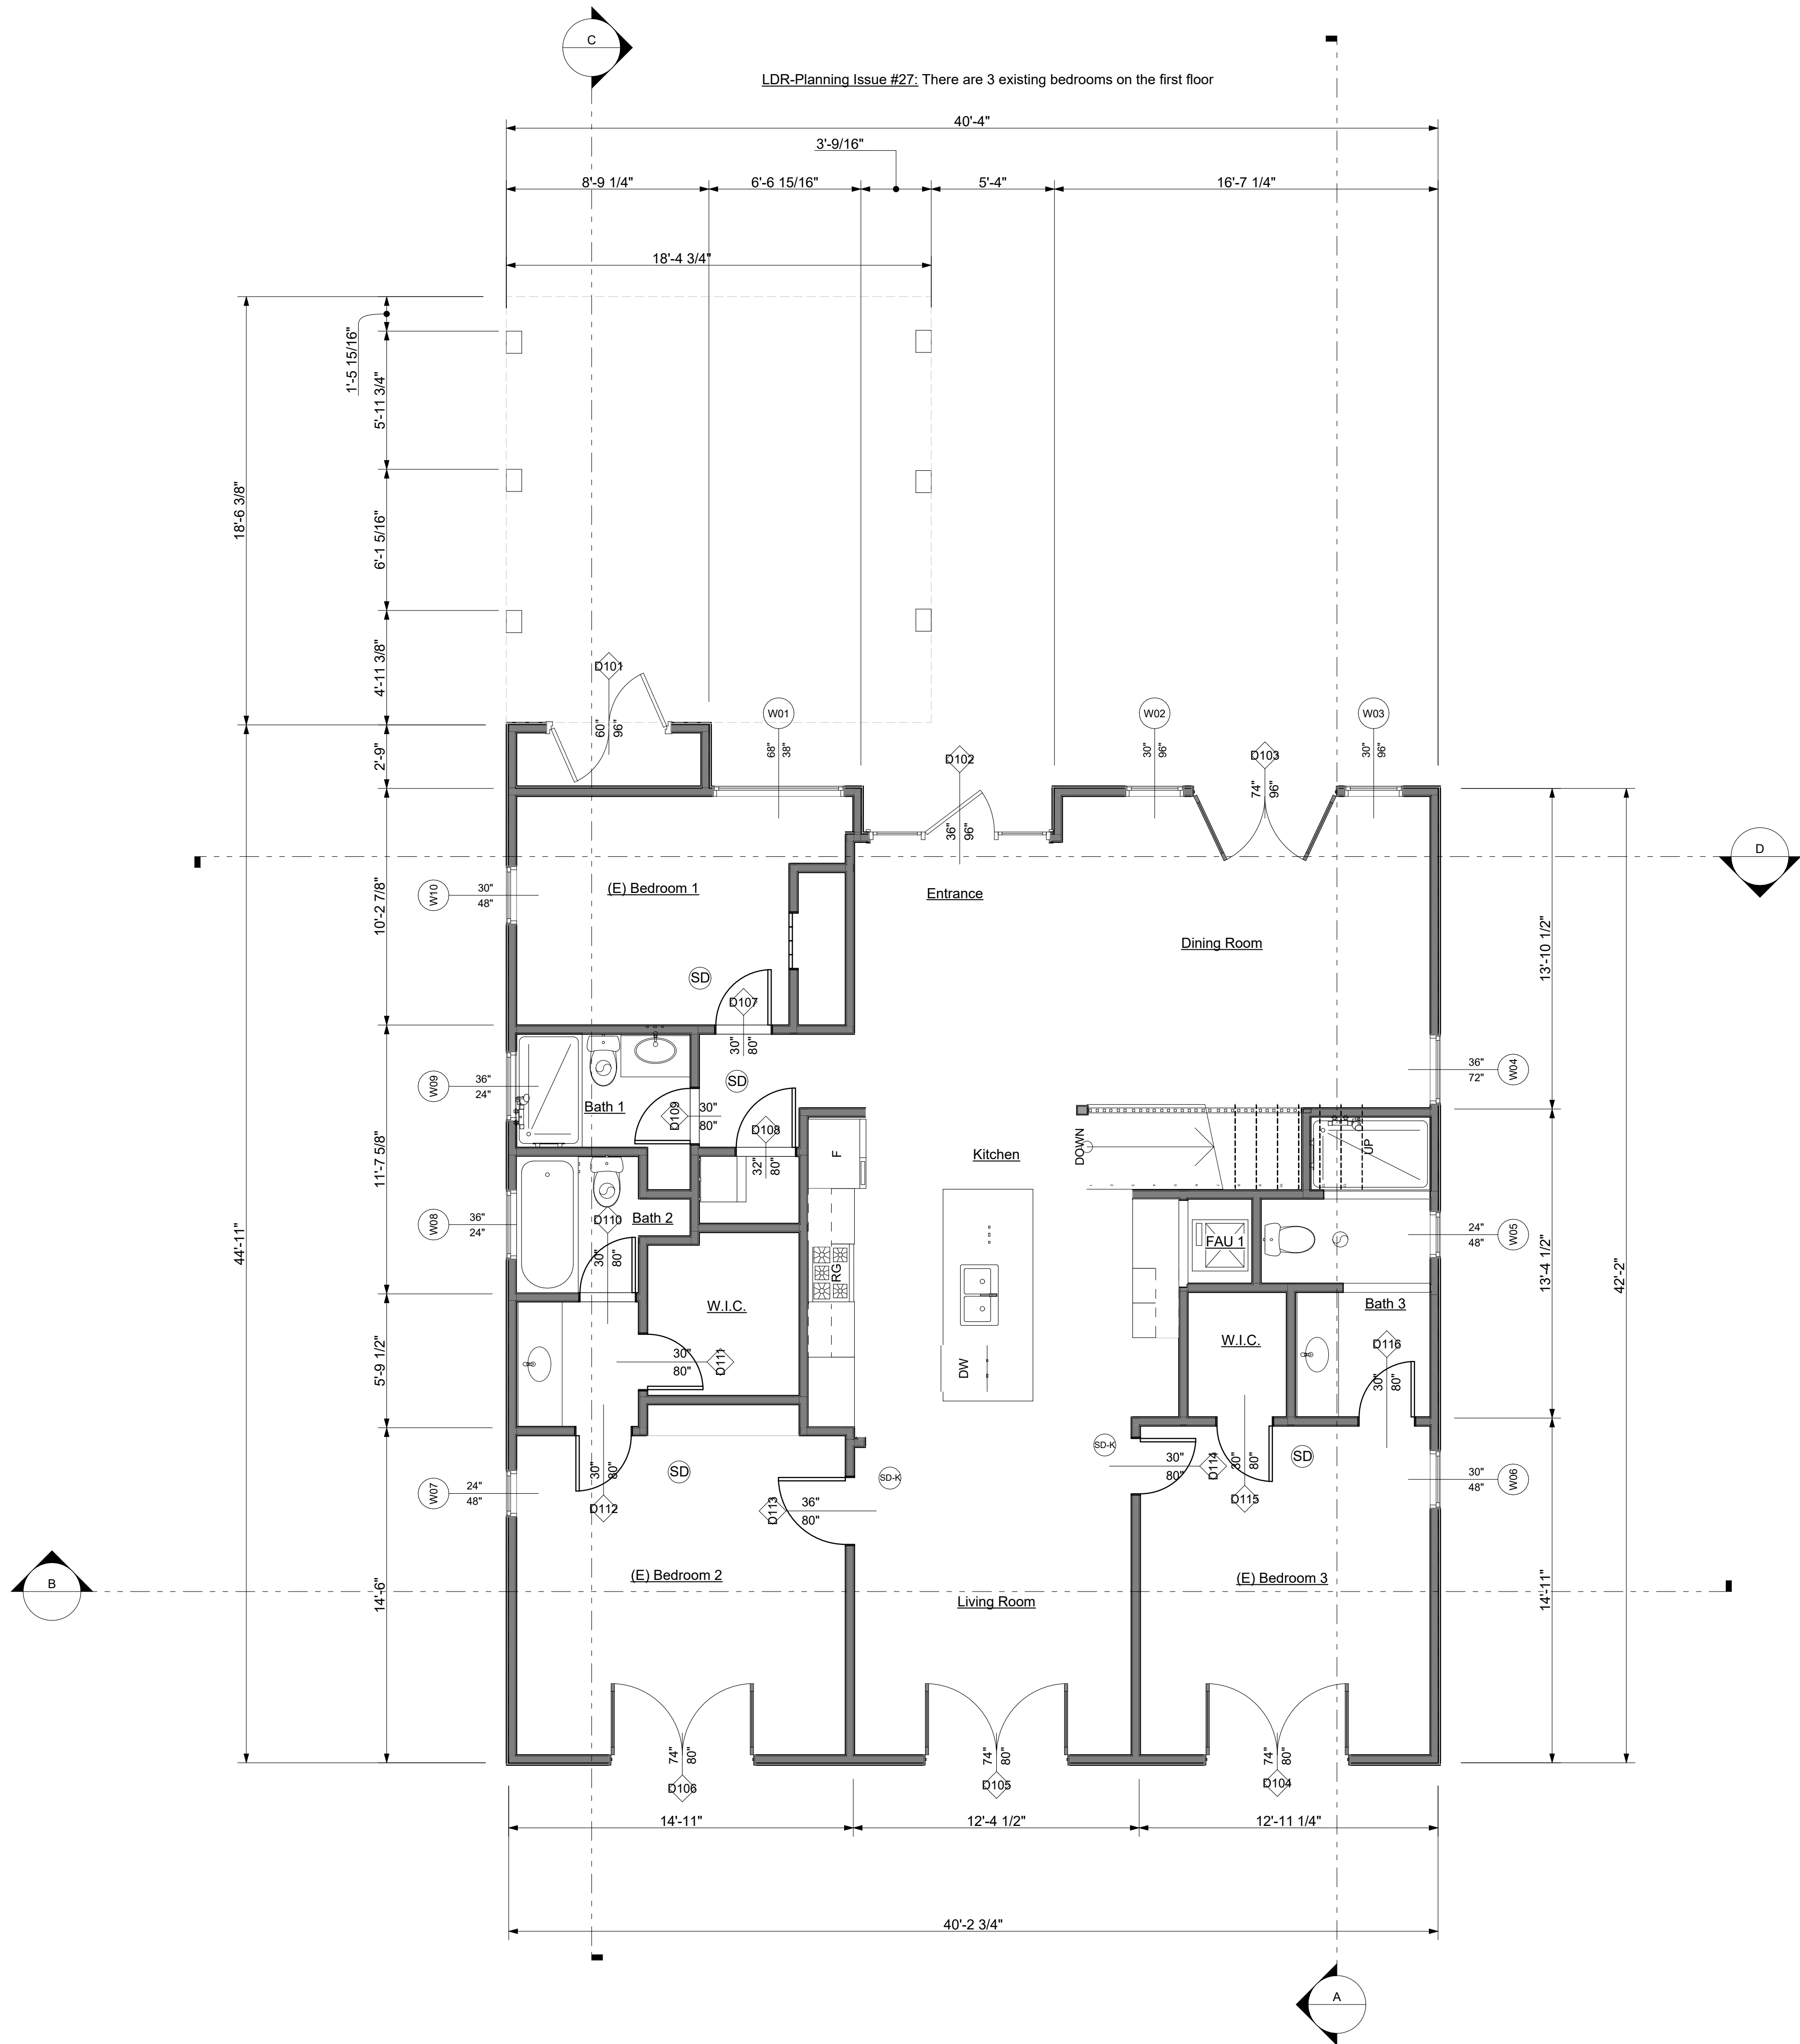 C
LDR-Planning Issue #27: There are 3 existing bedrooms on the first floor
40'-4"
3'-9/16"
8'-9 1/4"
6'-6 15/16"
5'-4"
16'-7 1/4"
18'-4 3/4"
1'-5 15/16"
5'-11 3/4"
18'-6 3/8"
6'-1 5/16"
4'-11 3/8"
D101
60"
96"
W01
68"
38"
W02
30"
96"
W03
30"
96"
D102
36"
96"
D103
74"
96"
2'-9"
D
10'-2 7/8"
W10
30"
48"
(E) Bedroom 1
Entrance
Dining Room
13'-10 1/2"
SD
D107
30"
80"
W09
36"
24"
Bath 1
SD
D109
30"
80"
D108
32"
80"
36"
72"
W04
11'-7 5/8"
F
Kitchen
DOWN
UP
W08
36"
24"
Bath 2
D110
30"
80"
RG
FAU 1
24"
48"
W05
44'-11"
13'-4 1/2"
42'-2"
W.I.C.
W.I.C.
Bath 3
5'-9 1/2"
30"
80"
D111
DW
D116
30"
80"
SD-K
SD
W07
24"
48"
30"
80"
D112
SD
SD-K
D113
36"
80"
30"
80"
D114
30"
80"
D115
30"
48"
W06
B
14'-6"
(E) Bedroom 2
Living Room
(E) Bedroom 3
14'-11"
74"
80"
D106
74"
80"
D105
74"
80"
D104
14'-11"
12'-4 1/2"
12'-11 1/4"
40'-2 3/4"
A